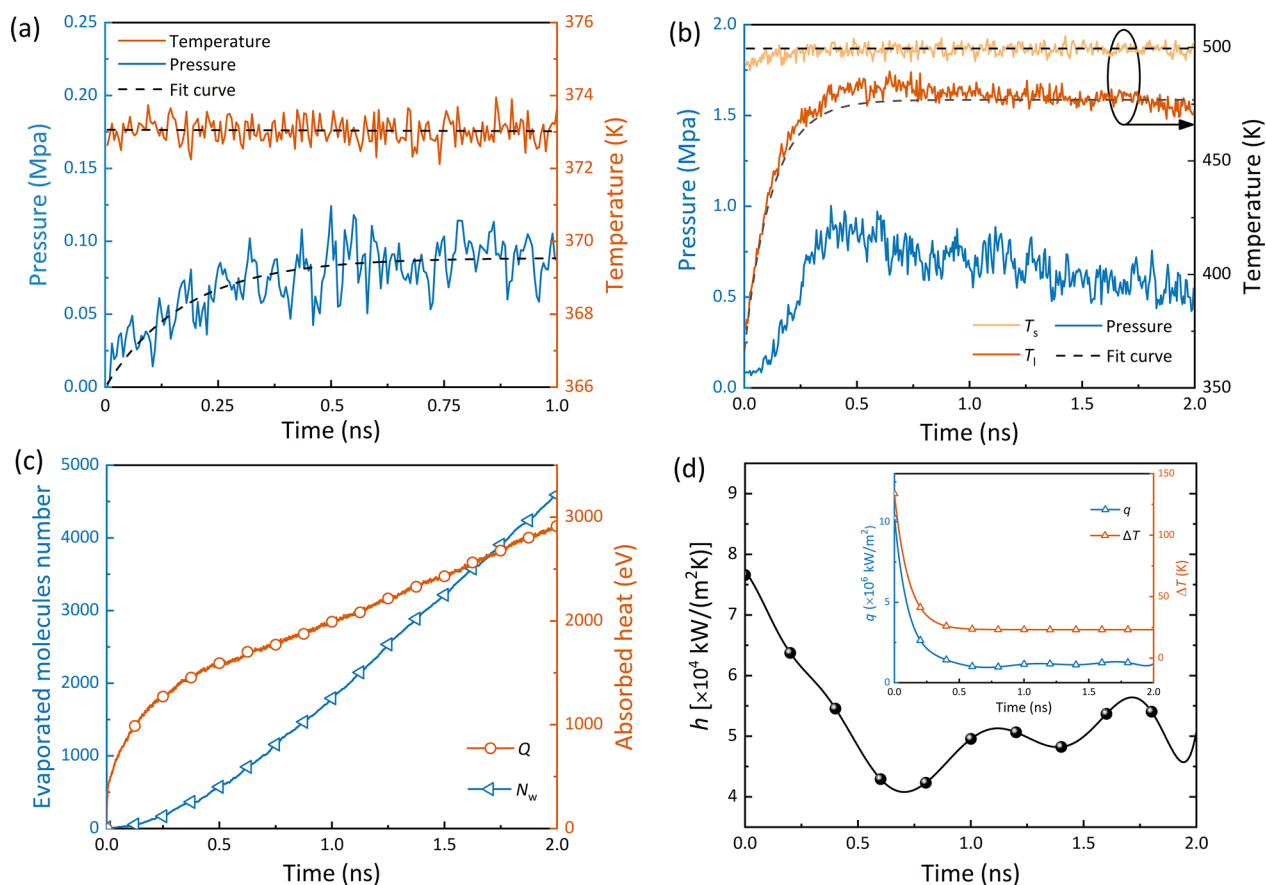 (a)
0.25
0.20
0.15
0.10
0.05
0.00
Pressure (Mpa)
Temperature
Pressure
Fit curve
376
374
372
370
368
366
Temperature (K)
0
0.25
0.5
0.75
1.0
Time (ns)
(b)
2.0
1.5
1.0
0.5
0.0
Pressure (Mpa)
500
450
400
350
Temperature (K)
Ts
Pressure
Tl
Fit curve
0.0
0.5
1.0
1.5
2.0
Time (ns)
(c)
5000
4000
3000
2000
1000
0
Evaporated molecules number
3000
2000
1000
0
Absorbed heat (eV)
Q
Nw
0.0
0.5
1.0
1.5
2.0
Time (ns)
(d)
9
8
7
6
5
4
h [×10⁴ kW/(m²K)]
10
5
0
q (×10⁶ kW/m²)
q
ΔT
150
100
50
0
ΔT (K)
0.0
0.5
1.0
1.5
2.0
Time (ns)
0.0
0.5
1.0
1.5
2.0
Time (ns)